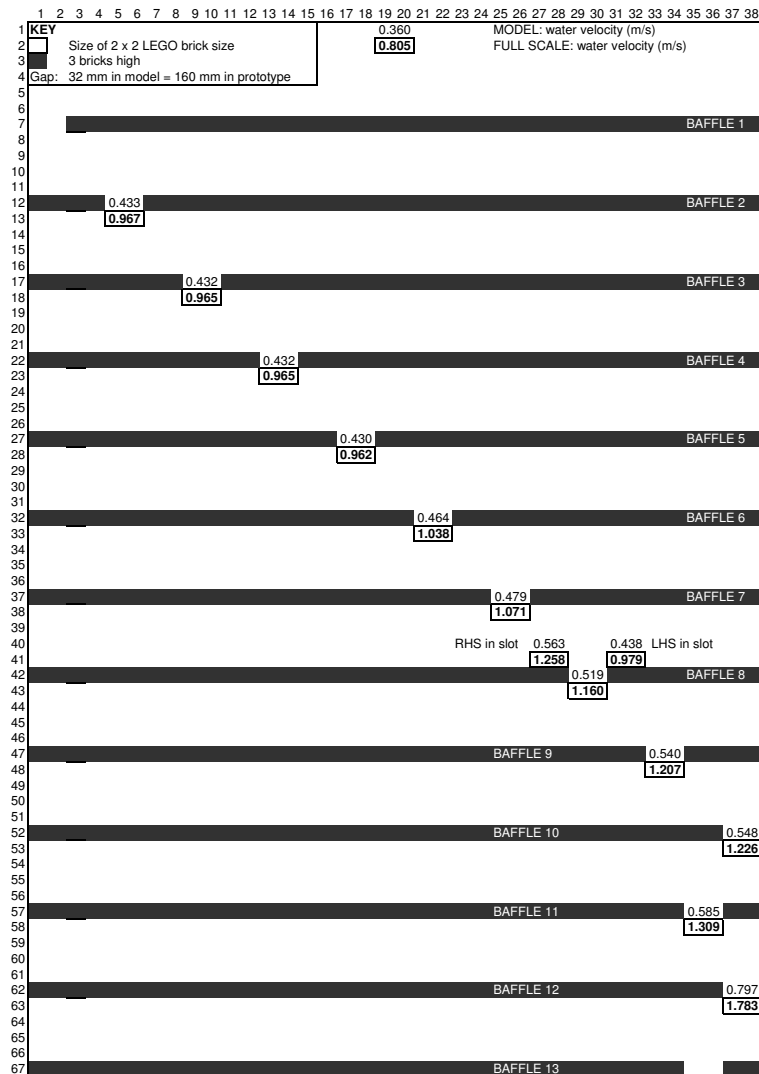 1 2 3 4 5 6 7 8 9 10 11 12 13 14 15 16 17 18 19 20 21 22 23 24 25 26 27 28 29 30 31 32 33 34 35 36 37 38
1 KEY 0.360 MODEL: water velocity (m/s)
2 Size of 2 x 2 LEGO brick size 0.805 FULL SCALE: water velocity (m/s)
3 3 bricks high
4 Gap: 32 mm in model = 160 mm in prototype
5
6
7 BAFFLE 1
8
9
10
11
12 0.433 BAFFLE 2
13 0.967
14
15
16
17 0.432 BAFFLE 3
18 0.965
19
20
21
22 0.432 BAFFLE 4
23 0.965
24
25
26
27 0.430 BAFFLE 5
28 0.962
29
30
31
32 0.464 BAFFLE 6
33 1.038
34
35
36
37 0.479 BAFFLE 7
38 1.071
39
40 RHS in slot 0.563 0.438 LHS in slot
41 1.258 0.979
42 0.519 BAFFLE 8
43 1.160
44
45
46
47 BAFFLE 9 0.540
48 1.207
49
50
51
52 BAFFLE 10 0.548
53 1.226
54
55
56
57 BAFFLE 11 0.585
58 1.309
59
60
61
62 BAFFLE 12 0.797
63 1.783
64
65
66
67 BAFFLE 13